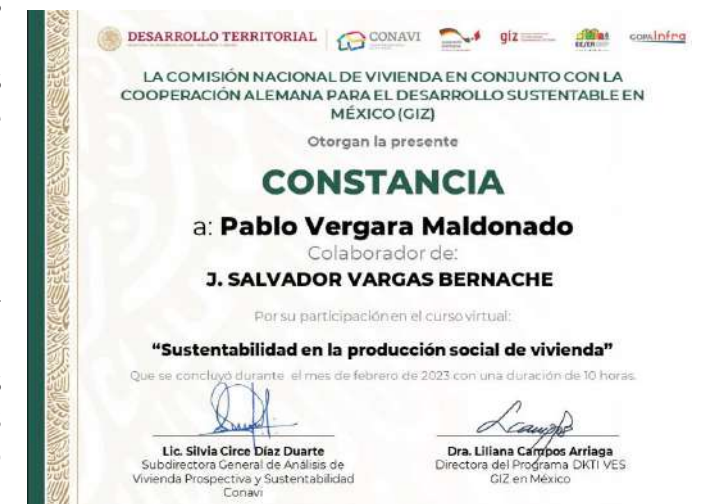 DESARROLLO TERRITORIAL
CONAVI
giz
GOPA Infra
LA COMISIÓN NACIONAL DE VIVIENDA EN CONJUNTO CON LA
COOPERACIÓN ALEMANA PARA EL DESARROLLO SUSTENTABLE EN
MÉXICO (GIZ)
Otorgan la presente
CONSTANCIA
a: Pablo Vergara Maldonado
Colaborador de:
J. SALVADOR VARGAS BERNACHE
Por su participación en el curso virtual:
“Sustentabilidad en la producción social de vivienda”
Que se concluyó durante el mes de febrero de 2023 con una duración de 10 horas.
Lic. Silvia Circe Díaz Duarte
Subdirectora General de Análisis de
Vivienda Prospectiva y Sustentabilidad
Conavi
Dra. Liliana Campos Arriaga
Directora del Programa DKTI VES
GIZ en México